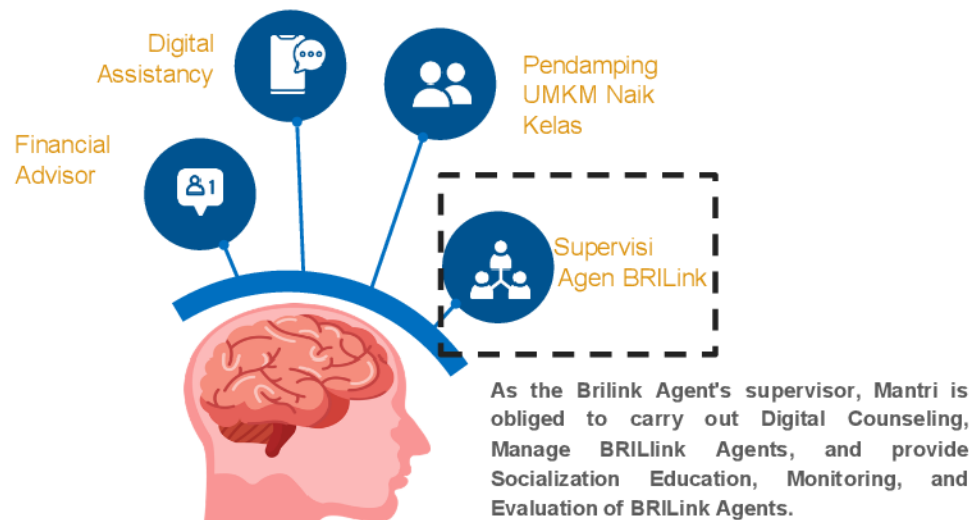 Digital
Assistancy
Pendamping
UMKM Naik
Kelas
Financial
Advisor
1
Supervisi
Agen BRILink
As the Brilink Agent's supervisor, Mantri is
obliged to carry out Digital Counseling,
Manage BRILlink Agents, and provide
Socialization Education, Monitoring, and
Evaluation of BRILink Agents.